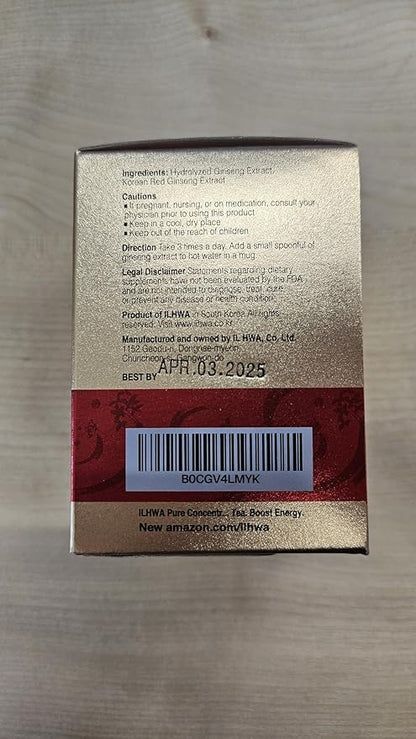 Ingredients: Hydrolyzed Ginseng Extract,
Korean Red Ginseng Extract
Cautions
■ If pregnant, nursing, or on medication, consult your
physician prior to using this product
■ Keep in a cool, dry place
■ Keep out of the reach of children
Direction Take 3 times a day. Add a small spoonful of
ginseng extract to hot water in a mug.
Legal Disclaimer Statements regarding dietary
supplements have not been evaluated by the FDA
and are not intended to diagnose, treat, cure,
or prevent any disease or health condition.
Product of ILHWA in South Korea All rights
reserved. Visit www.ilhwa.co.kr
Manufactured and owned by IL HWA, Co. Ltd.
1152 Geodu-ri, Dongnae-myeon,
Chuncheon-si, Gangwon-do
BEST BY APR.03.2025
B0CGV4LMYK
ILHWA Pure Concentr... Tea. Boost Energy.
New amazon.com/ilhwa